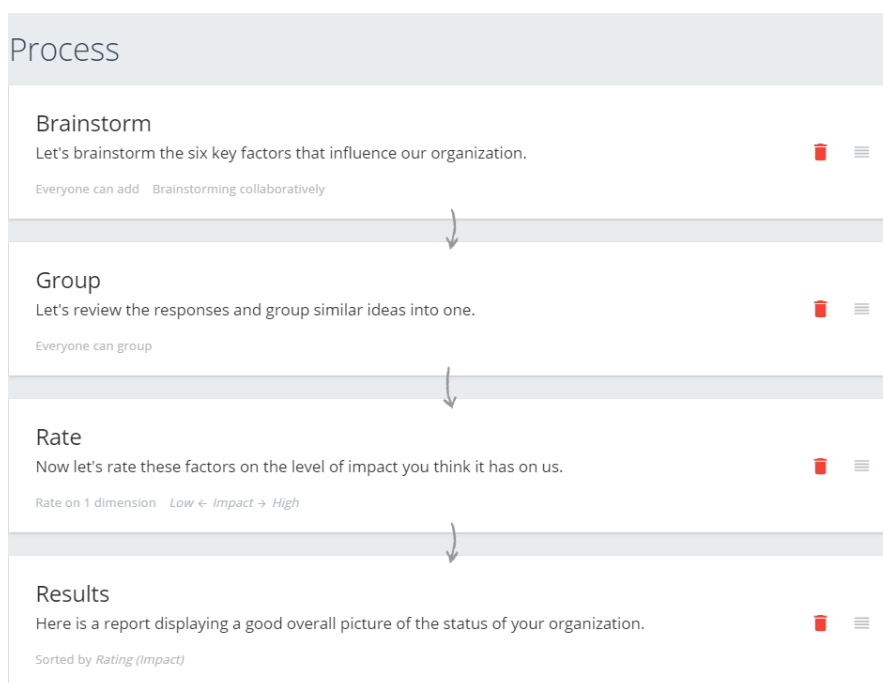 Process
Brainstorm
Let's brainstorm the six key factors that influence our organization.
Everyone can add Brainstorming collaboratively
Group
Let's review the responses and group similar ideas into one.
Everyone can group
Rate
Now let's rate these factors on the level of impact you think it has on us.
Rate on 1 dimension Low ← Impact → High
Results
Here is a report displaying a good overall picture of the status of your organization.
Sorted by Rating (Impact)